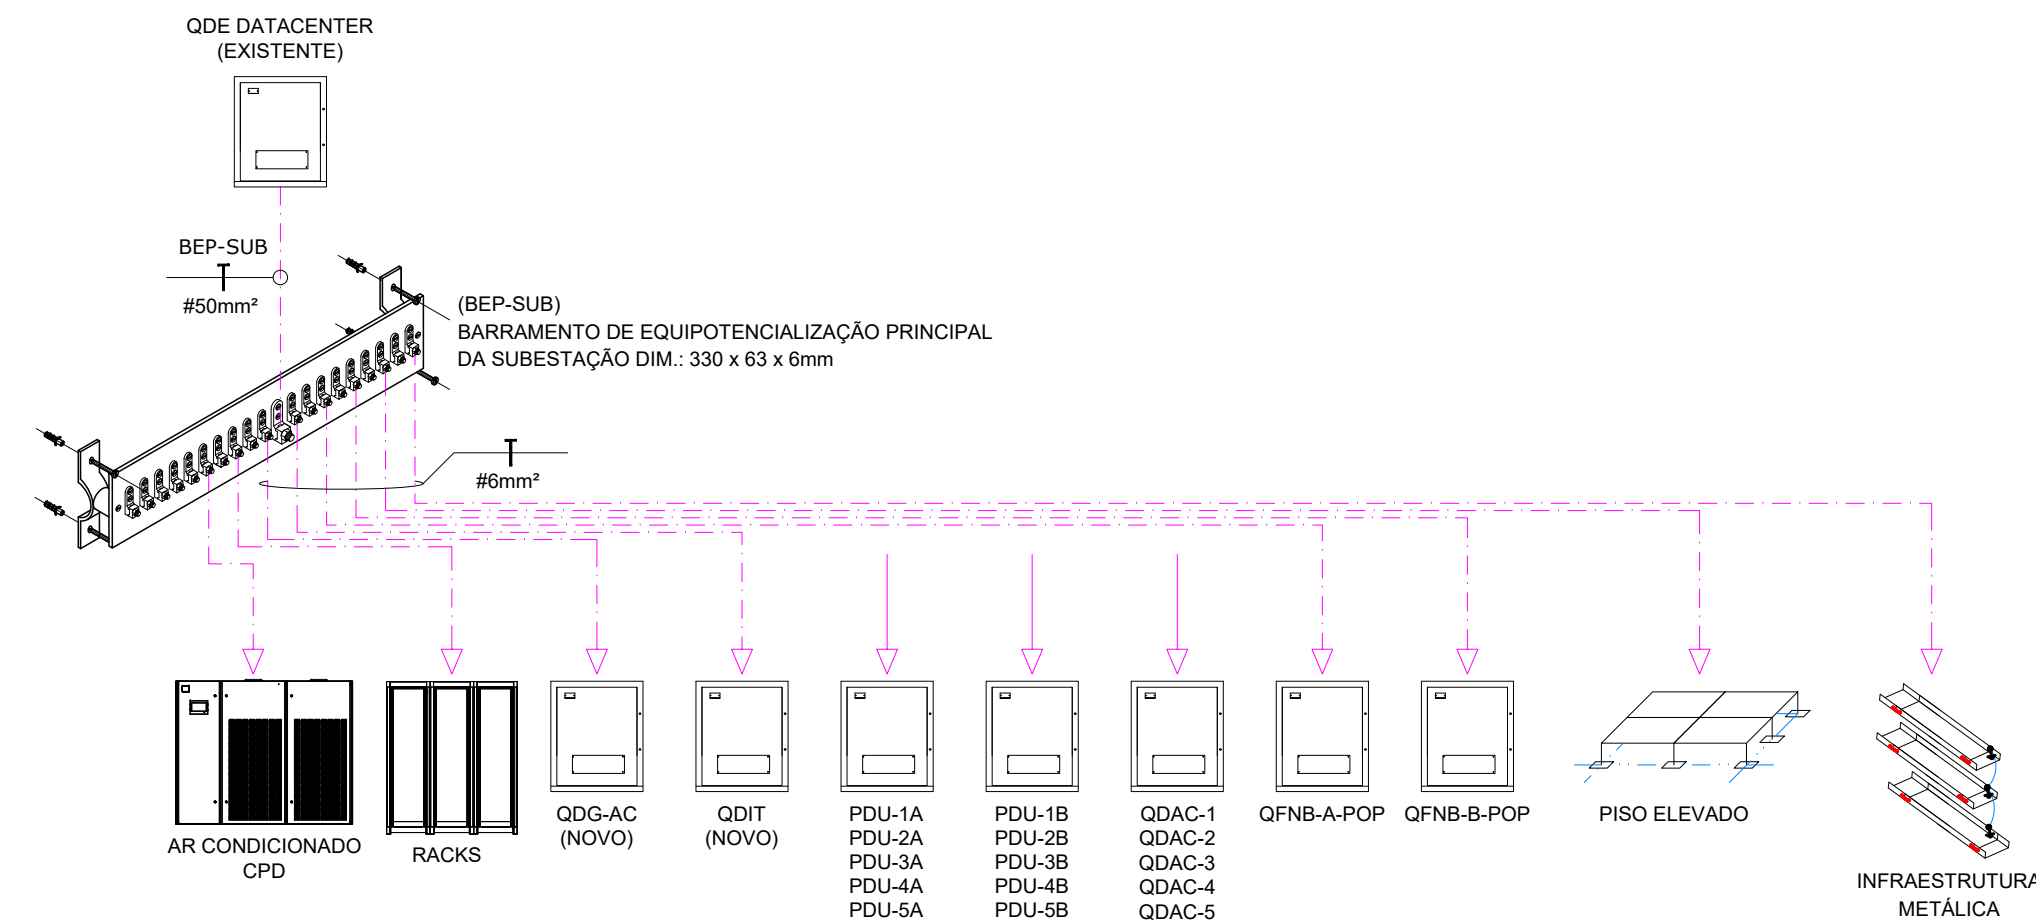 QDE DATACENTER
(EXISTENTE)
BEP-SUB
#50mm²
(BEP-SUB)
BARRAMENTO DE EQUIPOTENCIALIZAÇÃO PRINCIPAL
DA SUBESTAÇÃO DIM.: 330 x 63 x 6mm
#6mm²
AR CONDICIONADO
CPD
RACKS
QDG-AC
(NOVO)
QDIT
(NOVO)
PDU-1A
PDU-2A
PDU-3A
PDU-4A
PDU-5A
PDU-1B
PDU-2B
PDU-3B
PDU-4B
PDU-5B
QDAC-1
QDAC-2
QDAC-3
QDAC-4
QDAC-5
QFNB-A-POP
QFNB-B-POP
PISO ELEVADO
INFRAESTRUTURA
METÁLICA